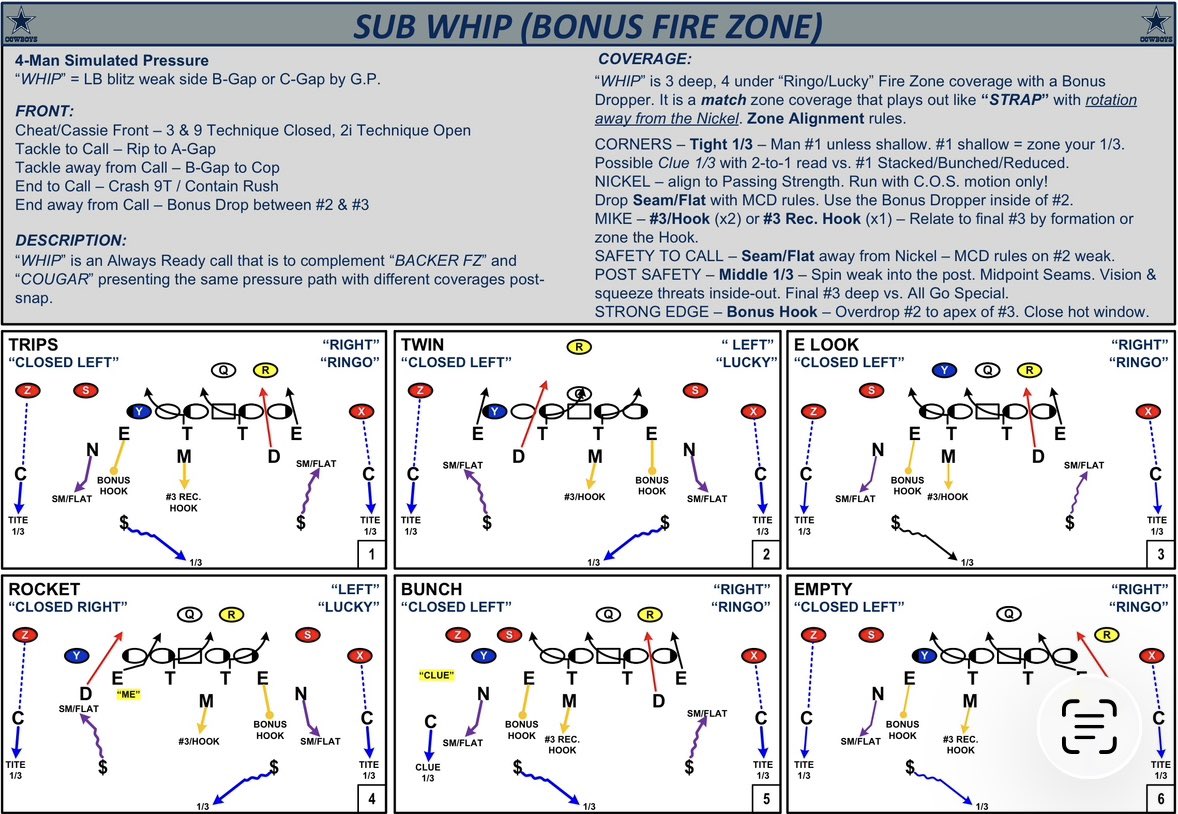 COWBOYS
SUB WHIP (BONUS FIRE ZONE)
COWBOYS
4-Man Simulated Pressure
“WHIP” = LB blitz weak side B-Gap or C-Gap by G.P.
FRONT:
Cheat/Cassie Front – 3 & 9 Technique Closed, 2i Technique Open
Tackle to Call – Rip to A-Gap
Tackle away from Call – B-Gap to Cop
End to Call – Crash 9T / Contain Rush
End away from Call – Bonus Drop between #2 & #3
DESCRIPTION:
“WHIP” is an Always Ready call that is to complement “BACKER FZ” and
“COUGAR” presenting the same pressure path with different coverages post-
snap.
COVERAGE:
“WHIP” is 3 deep, 4 under “Ringo/Lucky” Fire Zone coverage with a Bonus
Dropper. It is a match zone coverage that plays out like “STRAP” with rotation
away from the Nickel. Zone Alignment rules.
CORNERS – Tight 1/3 – Man #1 unless shallow. #1 shallow = zone your 1/3.
Possible Clue 1/3 with 2-to-1 read vs. #1 Stacked/Bunched/Reduced.
NICKEL – align to Passing Strength. Run with C.O.S. motion only!
Drop Seam/Flat with MCD rules. Use the Bonus Dropper inside of #2.
MIKE – #3/Hook (x2) or #3 Rec. Hook (x1) – Relate to final #3 by formation or
zone the Hook.
SAFETY TO CALL – Seam/Flat away from Nickel – MCD rules on #2 weak.
POST SAFETY – Middle 1/3 – Spin weak into the post. Midpoint Seams. Vision &
squeeze threats inside-out. Final #3 deep vs. All Go Special.
STRONG EDGE – Bonus Hook – Overdrop #2 to apex of #3. Close hot window.
TRIPS “RIGHT”
“CLOSED LEFT” “RINGO”
Q R
Z S
Y X
E T T E
N M D
C C
SM/FLAT
BONUS
HOOK
SM/FLAT
#3 REC.
HOOK
TITE
1/3
$ $
TITE
1/3
1/3
1
TWIN “ LEFT”
“CLOSED LEFT” “LUCKY”
R
Z Q S
Y X
E T T E
D M N
C C
SM/FLAT
BONUS
HOOK
#3/HOOK
SM/FLAT
TITE
1/3
$ $
TITE
1/3
1/3
2
E LOOK “RIGHT”
“CLOSED LEFT” “RINGO”
Y Q R
S
Z X
E T T E
N M D
C C
SM/FLAT
BONUS
HOOK
SM/FLAT
#3/HOOK
TITE
1/3
$ $
TITE
1/3
1/3
3
ROCKET “LEFT”
“CLOSED RIGHT” “LUCKY”
Q R
Z S
Y X
E T T E
“ME”
D M N
SM/FLAT
C C
BONUS
HOOK
#3/HOOK
SM/FLAT
TITE
1/3
$ $
TITE
1/3
1/3
4
BUNCH “RIGHT”
“CLOSED LEFT” “RINGO”
Q R
Z S
Y X
“CLUE”
E T T E
N M D
C C
SM/FLAT
BONUS
HOOK
SM/FLAT
#3 REC.
HOOK
CLUE
1/3
$ $
TITE
1/3
1/3
5
EMPTY “RIGHT”
“CLOSED LEFT” “RINGO”
Q
Z S R
Y X
E T T
N M
C C
SM/FLAT
BONUS
HOOK
#3 REC.
HOOK
TITE
1/3
$
TITE
1/3
1/3
6